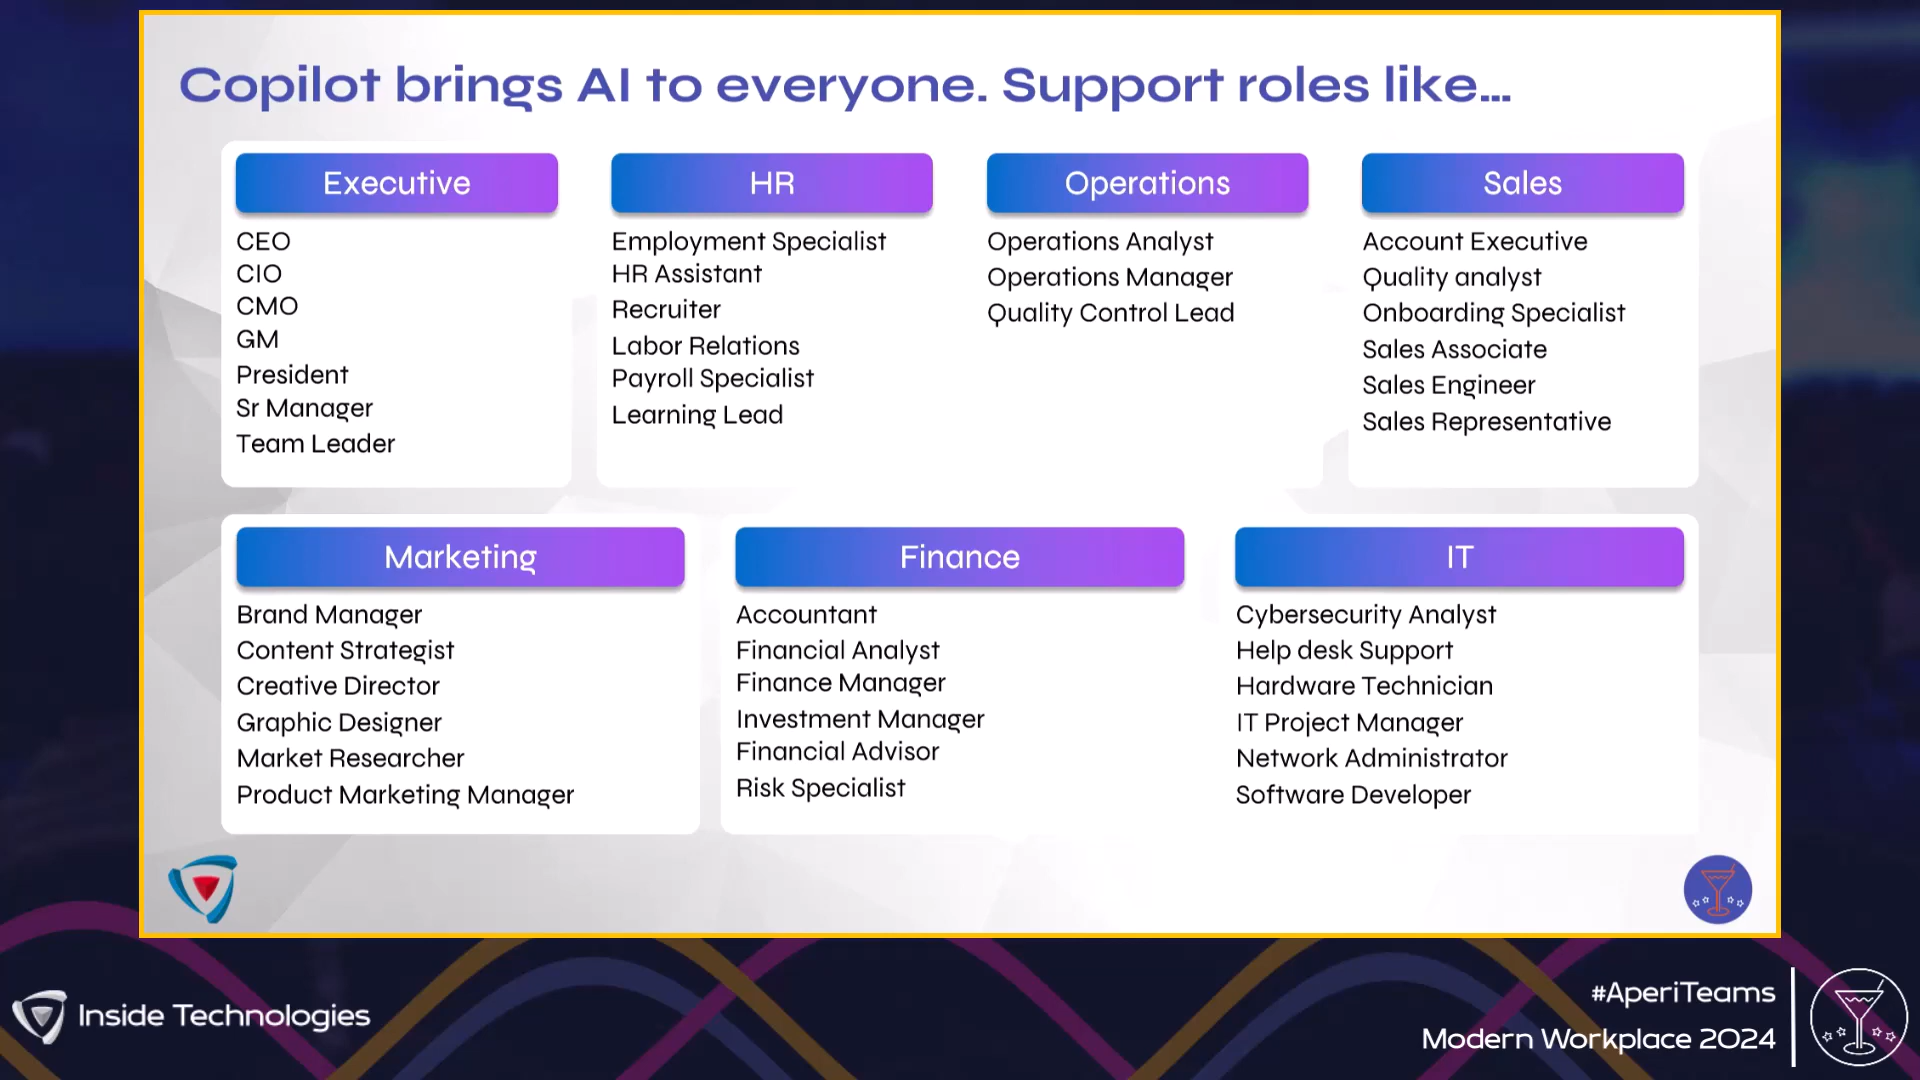 Copilot brings AI to everyone. Support roles like...
Executive
CEO
CIO
CMO
GM
President
Sr Manager
Team Leader
HR
Employment Specialist
HR Assistant
Recruiter
Labor Relations
Payroll Specialist
Learning Lead
Operations
Operations Analyst
Operations Manager
Quality Control Lead
Sales
Account Executive
Quality analyst
Onboarding Specialist
Sales Associate
Sales Engineer
Sales Representative
Marketing
Brand Manager
Content Strategist
Creative Director
Graphic Designer
Market Researcher
Product Marketing Manager
Finance
Accountant
Financial Analyst
Finance Manager
Investment Manager
Financial Advisor
Risk Specialist
IT
Cybersecurity Analyst
Help desk Support
Hardware Technician
IT Project Manager
Network Administrator
Software Developer
Inside Technologies
#AperiTeams
Modern Workplace 2024